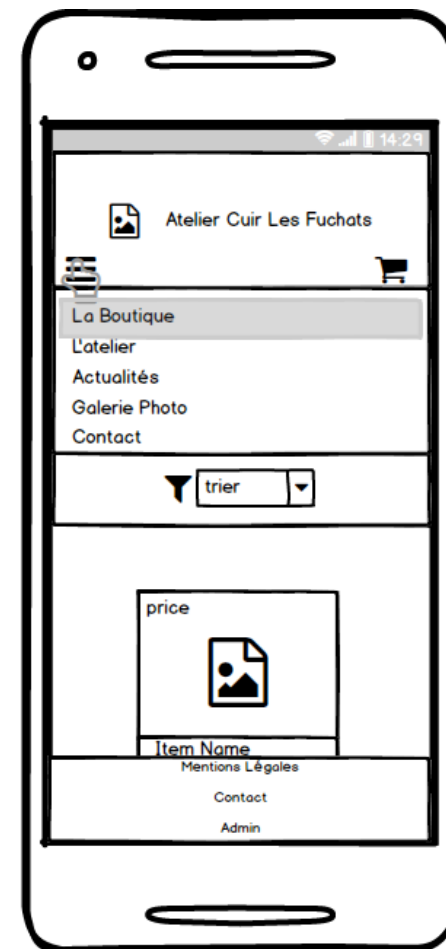 14:29
Atelier Cuir Les Fuchats
La Boutique
L'atelier
Actualités
Galerie Photo
Contact
trier
price
Item Name
Mentions Légales
Contact
Admin